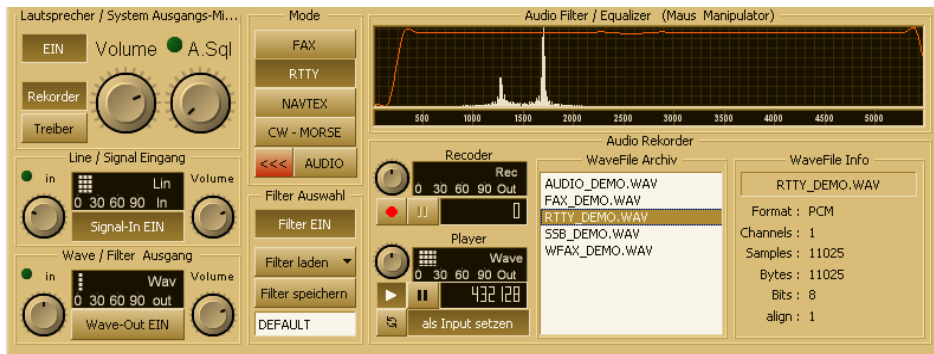 Lautsprecher / System Ausgangs-Mi...
EIN
Volume
A.Sql
Rekorder
Treiber
Line / Signal Eingang
in
Lin
Volume
0 30 60 90 In
Signal-In EIN
Wave / Filter Ausgang
in
Wav
Volume
0 30 60 90 out
Wave-Out EIN
Mode
FAX
RTTY
NAVTEX
CW - MORSE
<<< AUDIO
Filter Auswahl
Filter EIN
Filter laden
Filter speichern
DEFAULT
Audio Filter / Equalizer (Maus Manipulator)
500 1000 1500 2000 2500 3000 3500 4000 4500 5000
Audio Rekorder
Recoder
Rec
0 30 60 90 Out
0
Player
Wave
0 30 60 90 Out
432128
als Input setzen
WaveFile Archiv
AUDIO_DEMO.WAV
FAX_DEMO.WAV
RTTY_DEMO.WAV
SSB_DEMO.WAV
WFAX_DEMO.WAV
WaveFile Info
RTTY_DEMO.WAV
Format : PCM
Channels : 1
Samples : 11025
Bytes : 11025
Bits : 8
align : 1